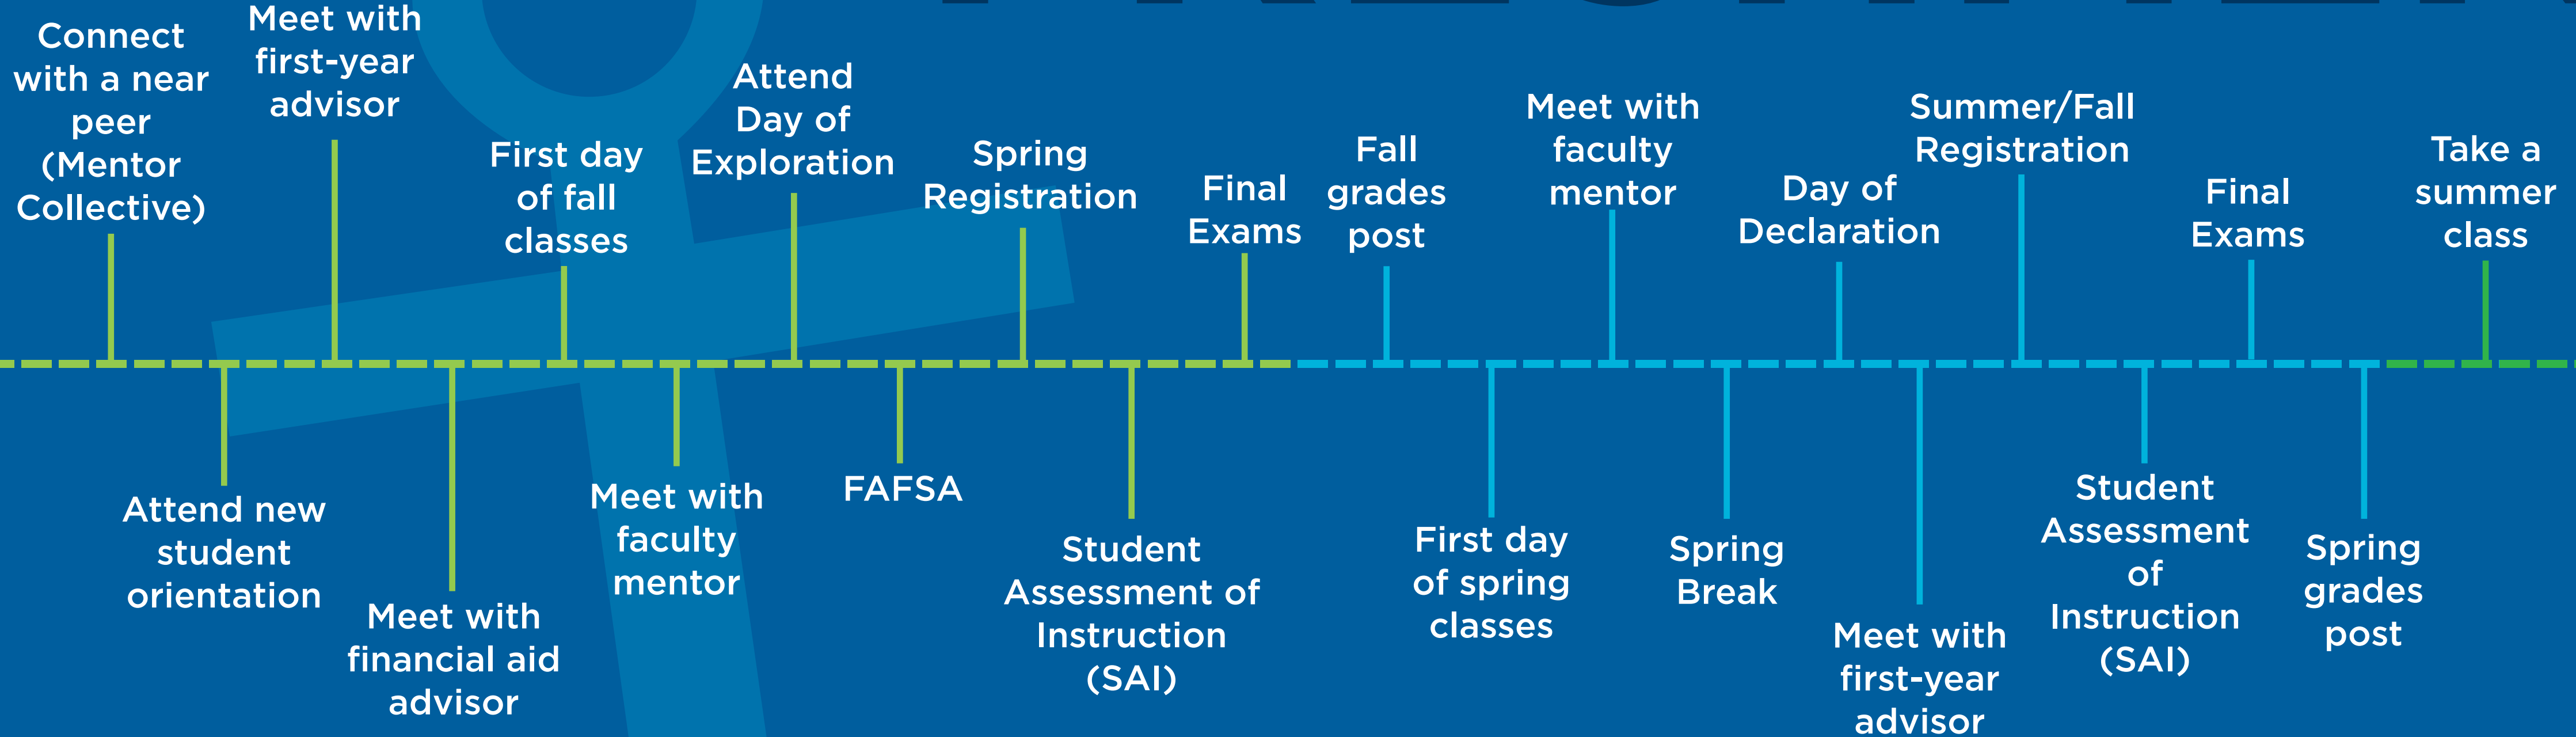 Connect
with a near
peer
(Mentor
Collective)
Attend new
student
orientation
Meet with
first-year
advisor
Meet with
financial aid
advisor
First day
of fall
classes
Meet with
faculty
mentor
Attend
Day of
Exploration
FAFSA
Spring
Registration
Student
Assessment of
Instruction
(SAI)
Final
Exams
Fall
grades
post
First day
of spring
classes
Meet with
faculty
mentor
Spring
Break
Day of
Declaration
Meet with
first-year
advisor
Summer/Fall
Registration
Student
Assessment
of
Instruction
(SAI)
Final
Exams
Spring
grades
post
Take a
summer
class